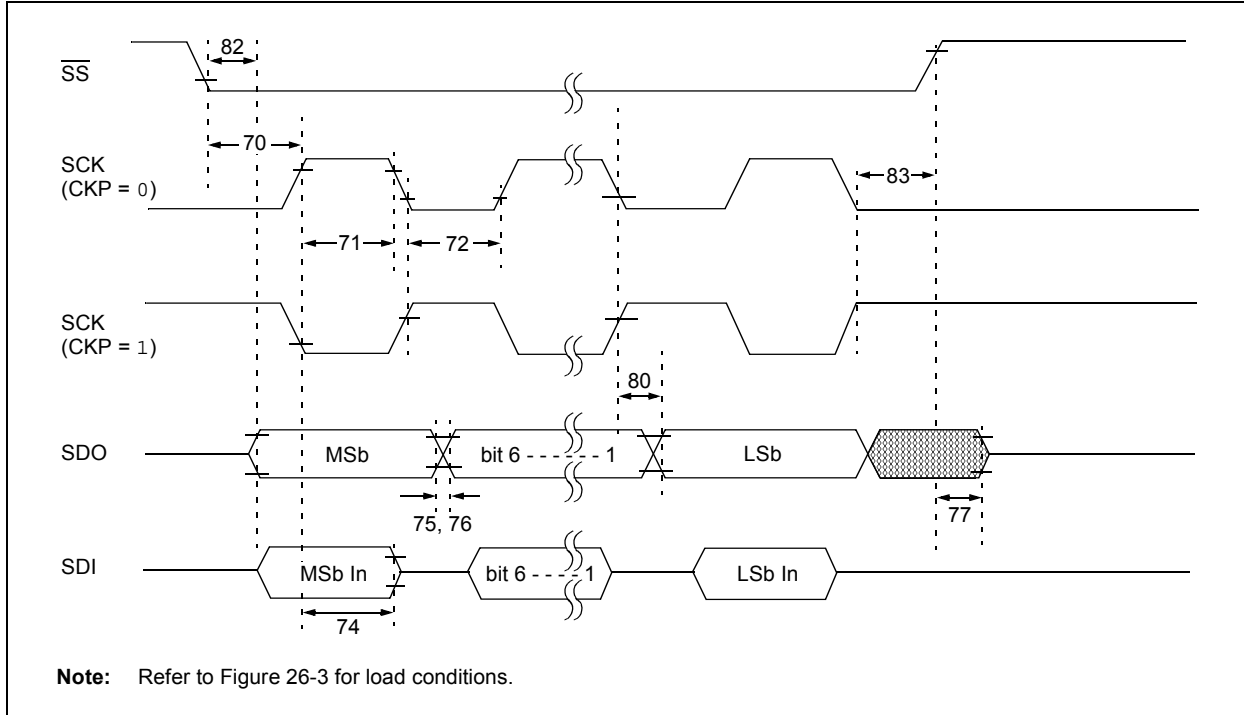 82
SS
70
SCK
(CKP = 0)
83
71
72
SCK
(CKP = 1)
80
SDO
MSb
bit 6 - - - - - - 1
LSb
75, 76
77
SDI
MSb In
bit 6 - - - - 1
LSb In
74
Note: Refer to Figure 26-3 for load conditions.